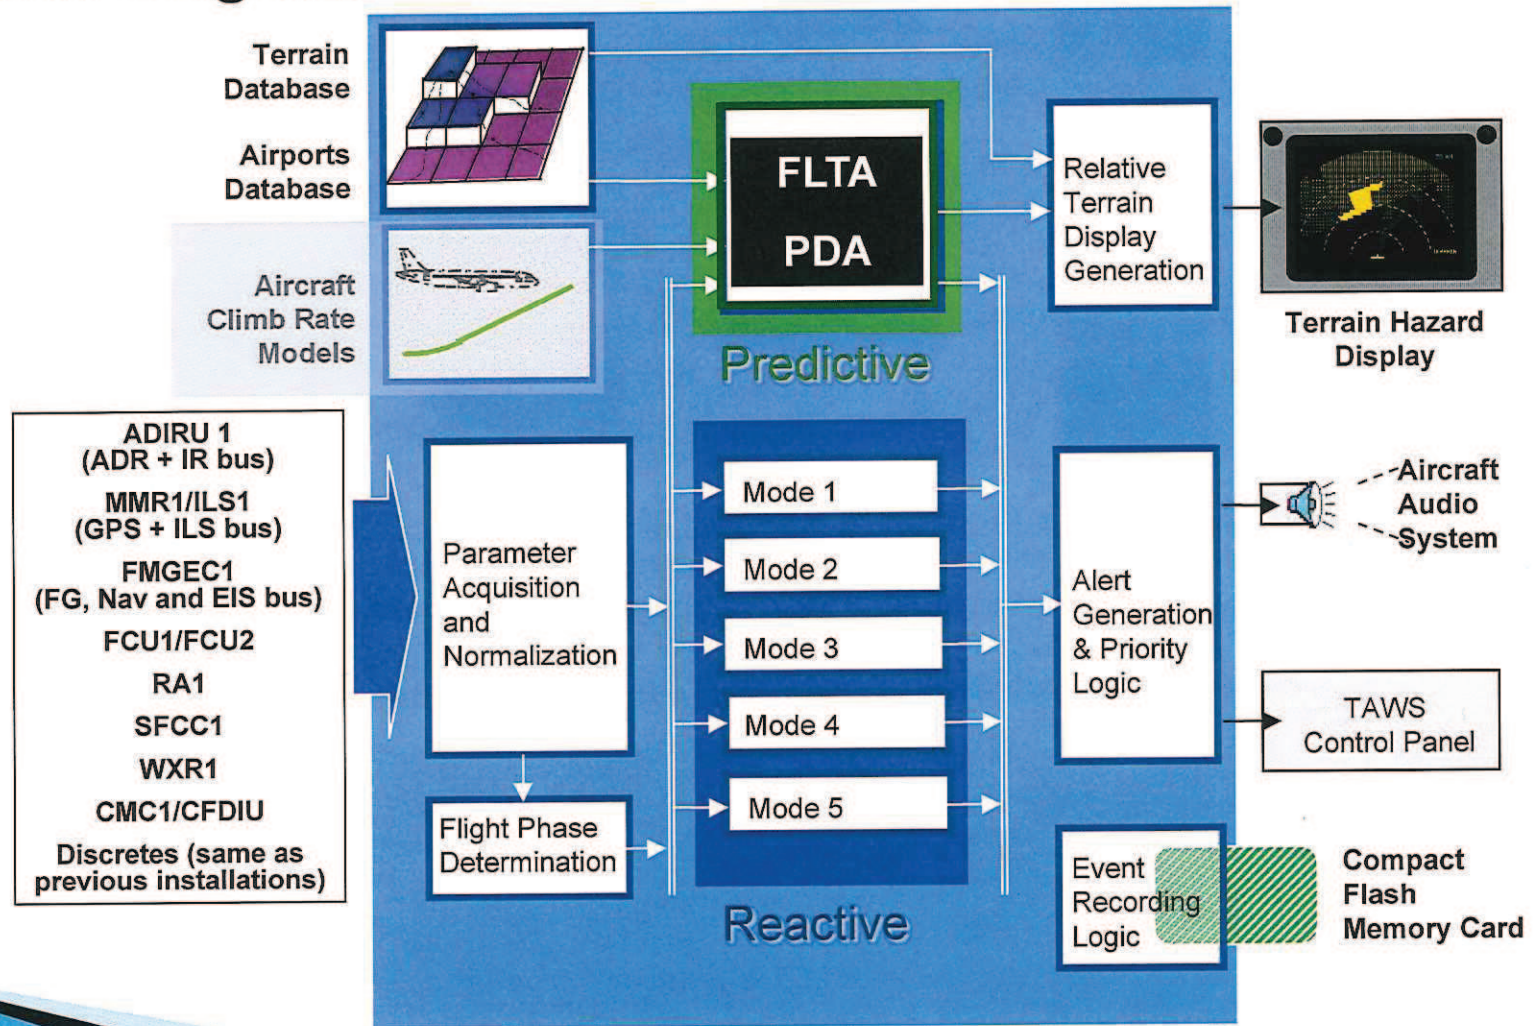 Terrain
Database
Airports
Database
Aircraft
Climb Rate
Models
ADIRU 1
(ADR + IR bus)
MMR1/ILS1
(GPS + ILS bus)
FMGEC1
(FG, Nav and EIS bus)
FCU1/FCU2
RA1
SFCC1
WXR1
CMC1/CFDIU
Discretes (same as
previous installations)
Parameter
Acquisition
and
Normalization
Flight Phase
Determination
FLTA
PDA
Predictive
Mode 1
Mode 2
Mode 3
Mode 4
Mode 5
Reactive
Relative
Terrain
Display
Generation
Terrain Hazard
Display
Alert
Generation
& Priority
Logic
Aircraft
Audio
System
TAWS
Control Panel
Event
Recording
Logic
Compact
Flash
Memory Card